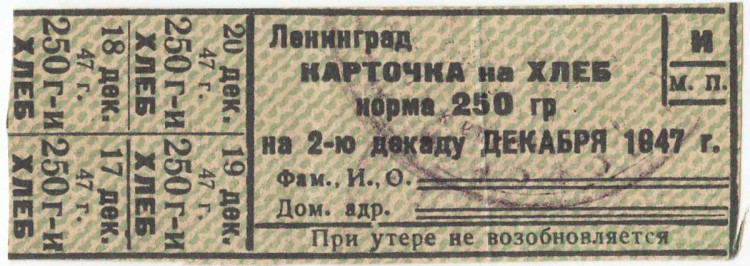 Ленинград
КАРТОЧКА на ХЛЕБ
норма 250 гр
на 2-ю декаду ДЕКАБРЯ 1947 г.
Фам., И., О.
Дом. адр.
При утере не возобновляется
И
М. П.
20 дек.
47 г.
250 г-и
ХЛЕБ
18 дек.
47 г.
250 г-и
ХЛЕБ
19 дек.
47 г.
250 г-и
ХЛЕБ
17 дек.
47 г.
250 г-и
ХЛЕБ